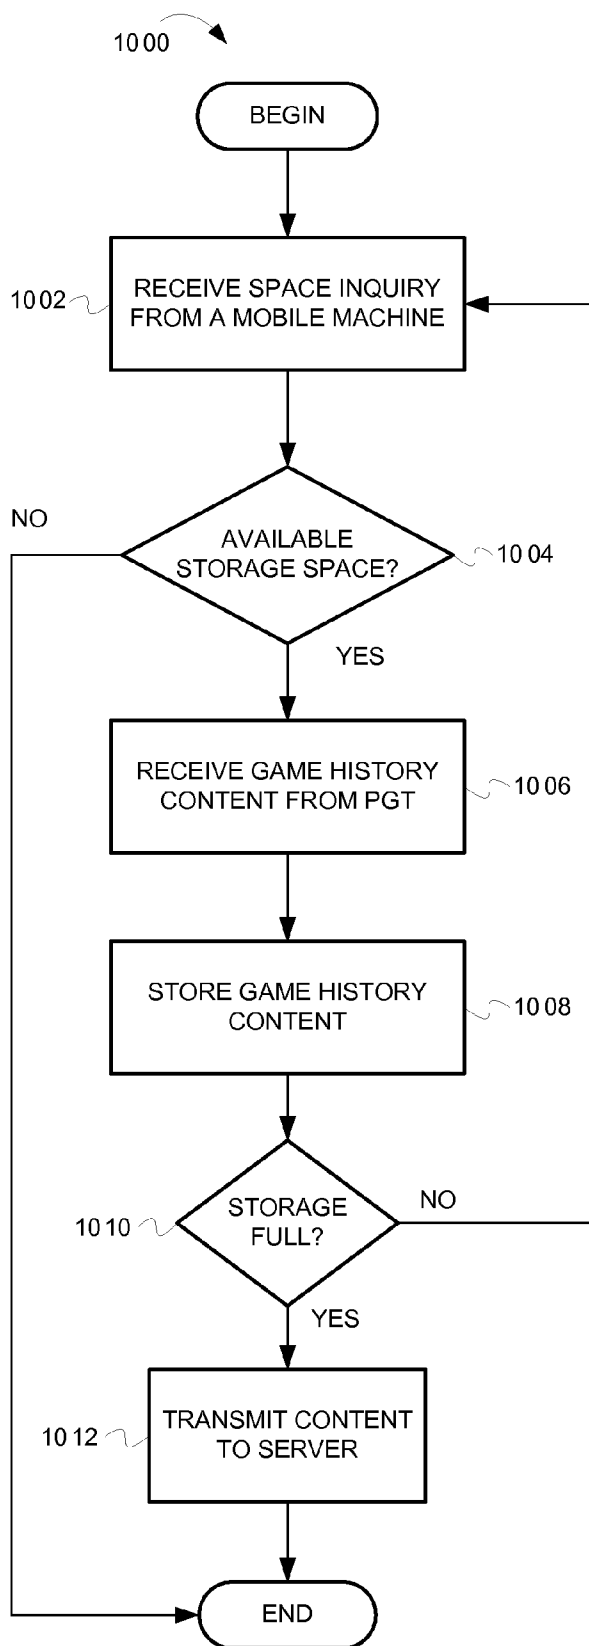 1000
BEGIN
1002
RECEIVE SPACE INQUIRY
FROM A MOBILE MACHINE
NO
AVAILABLE
STORAGE SPACE?
1004
YES
RECEIVE GAME HISTORY
CONTENT FROM PGT
1006
STORE GAME HISTORY
CONTENT
1008
1010
STORAGE
FULL?
NO
YES
1012
TRANSMIT CONTENT
TO SERVER
END